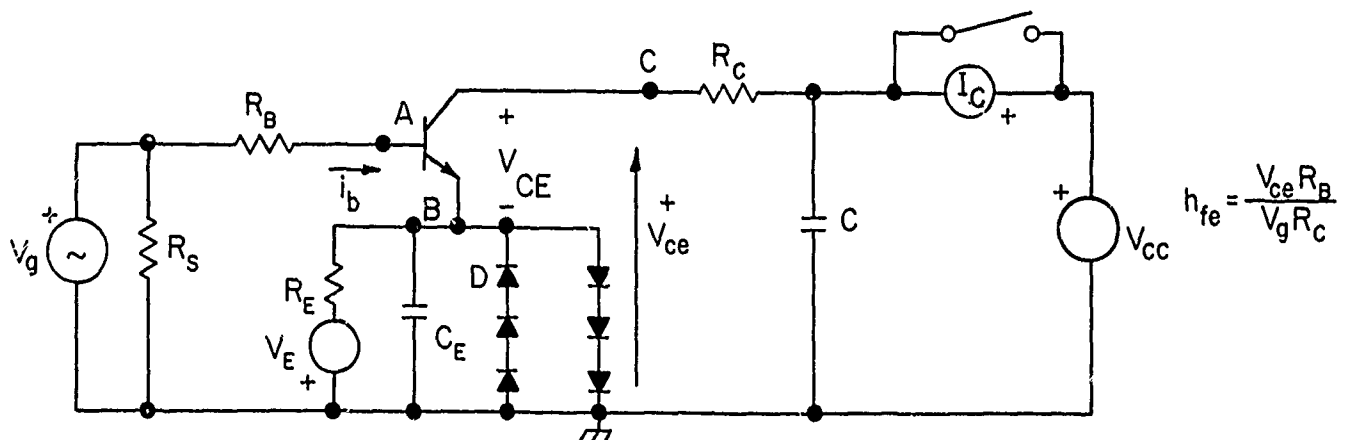 C
R_C
I_C
+
R_B
A
+
V_CE
-
i_b
B
+
V_ce
+
V_g
~
R_s
R_E
V_E
+
C_E
D
C
+
V_cc
h_fe = V_ce R_B / V_g R_C